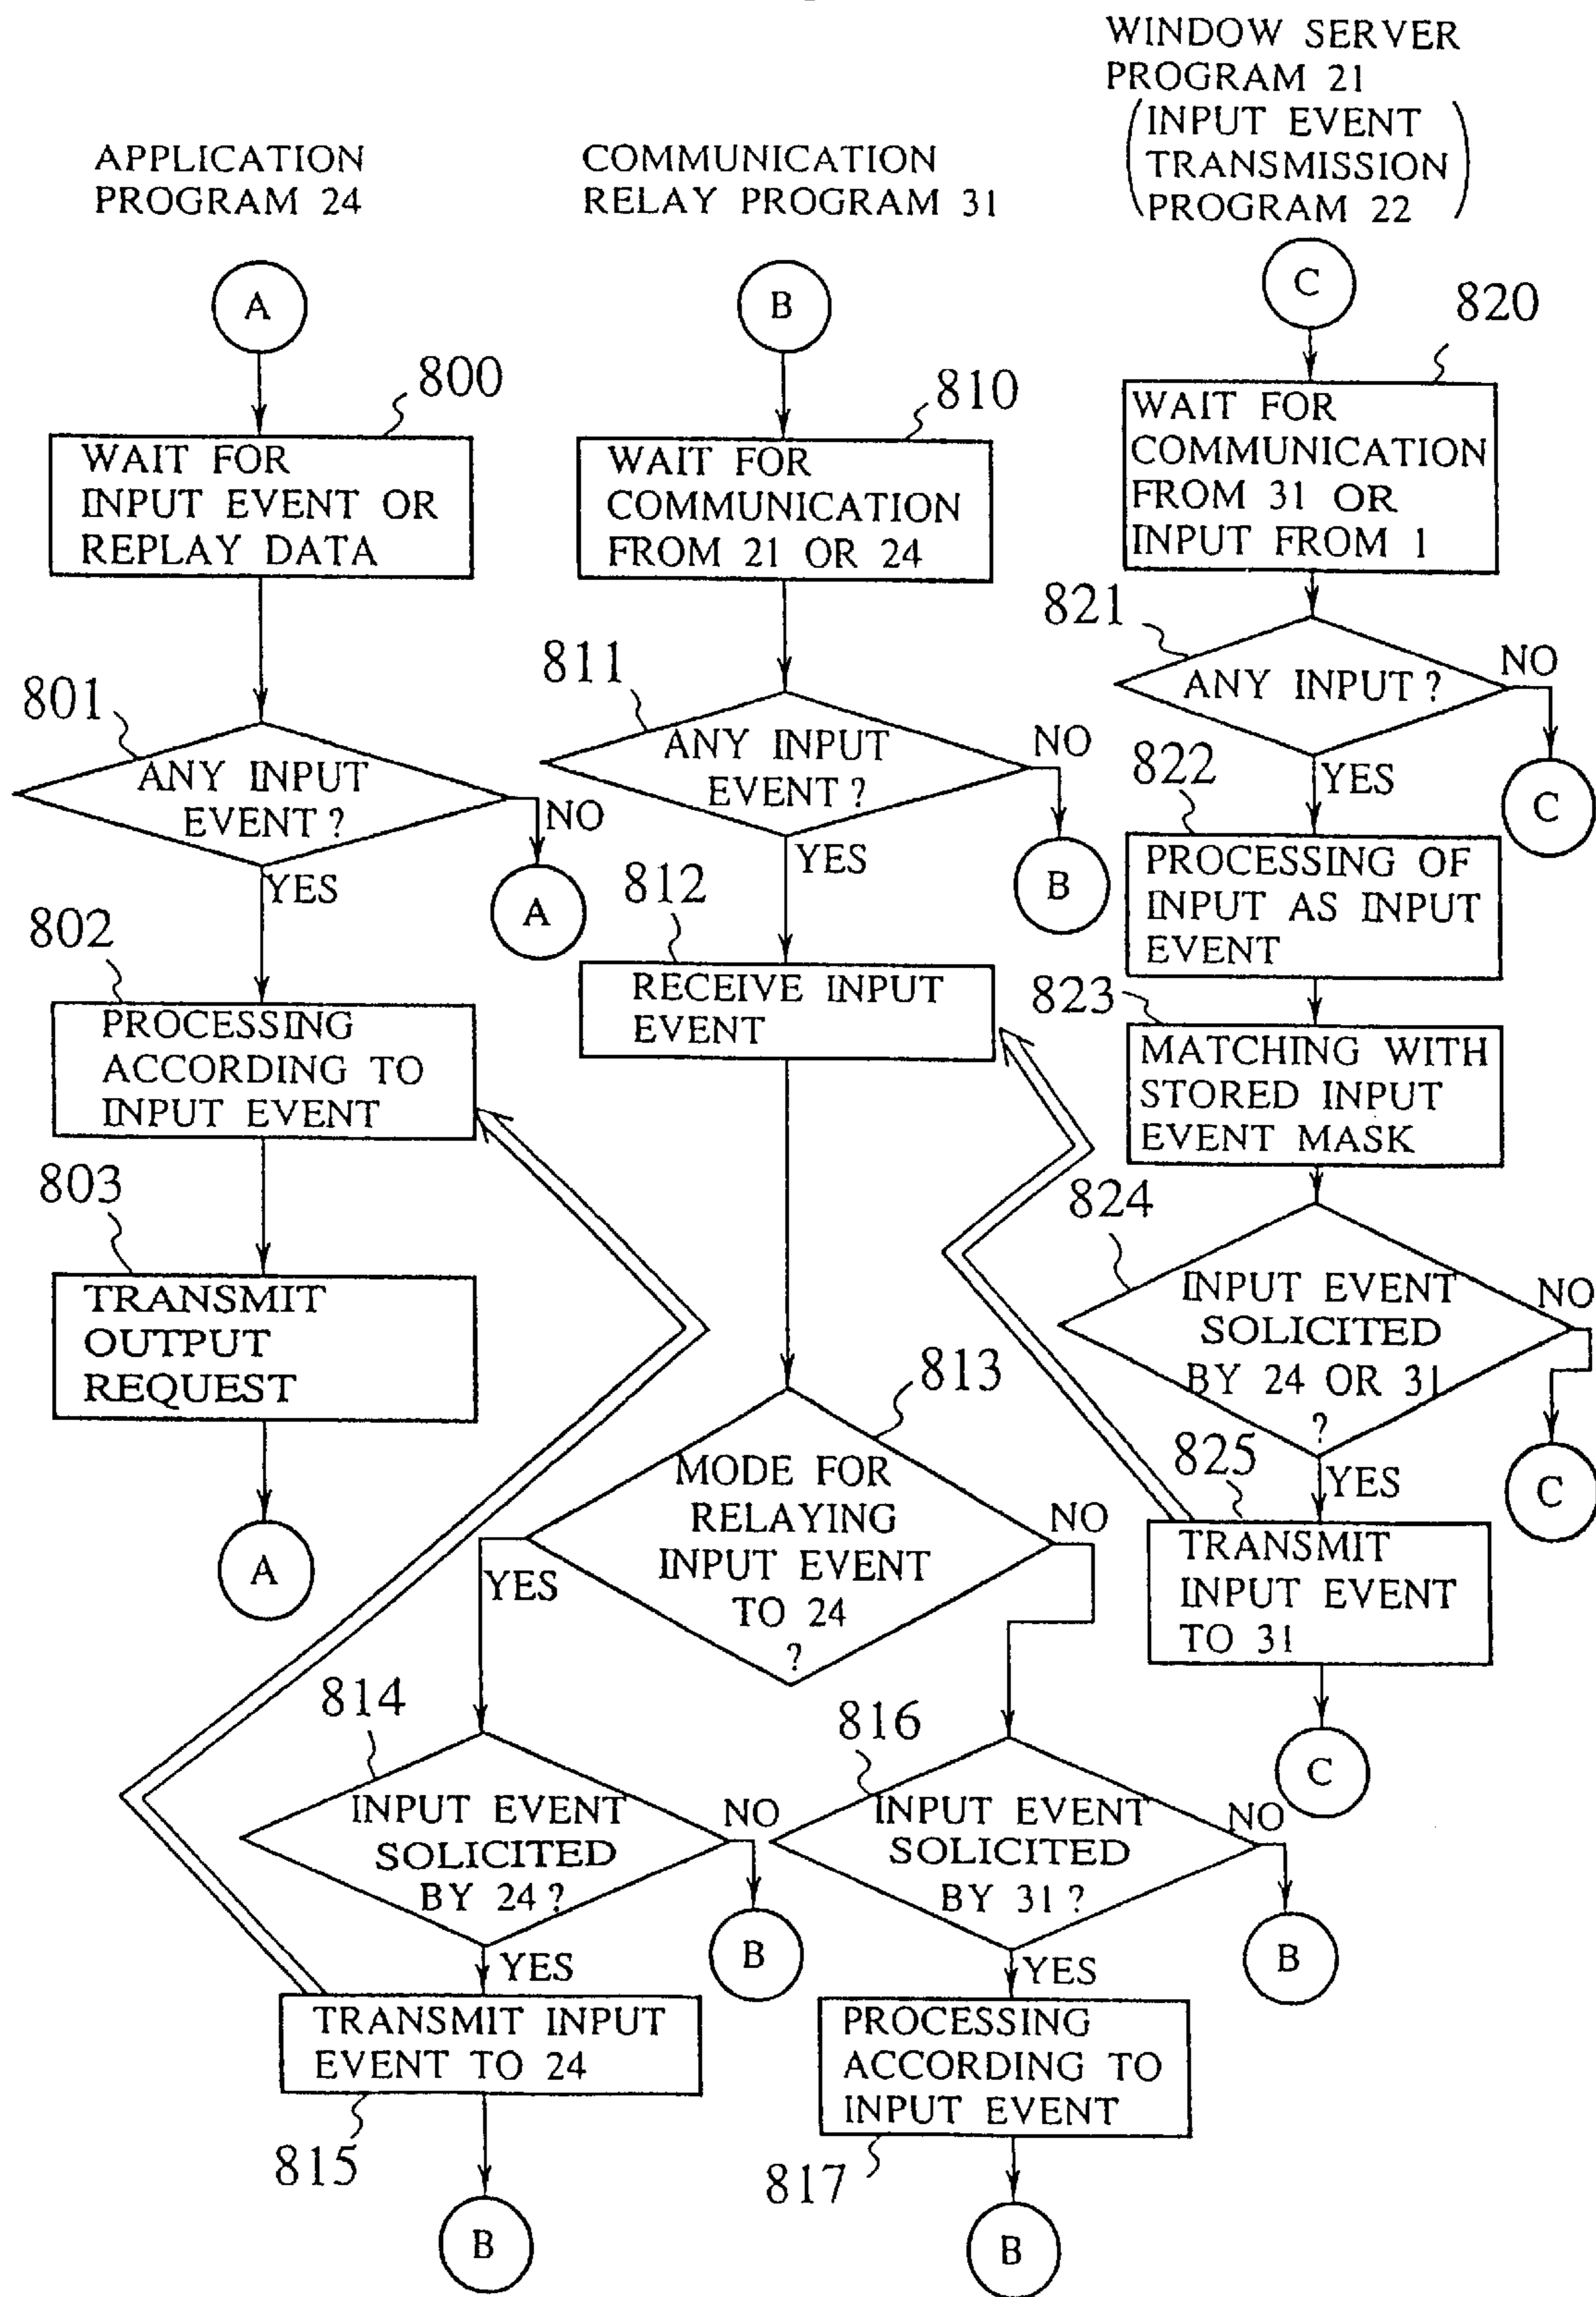 APPLICATION
PROGRAM 24
A
800
WAIT FOR
INPUT EVENT OR
REPLAY DATA
801
ANY INPUT
EVENT?
NO
A
YES
802
PROCESSING
ACCORDING TO
INPUT EVENT
803
TRANSMIT
OUTPUT
REQUEST
A
COMMUNICATION
RELAY PROGRAM 31
B
810
WAIT FOR
COMMUNICATION
FROM 21 OR 24
811
ANY INPUT
EVENT?
NO
B
YES
812
RECEIVE INPUT
EVENT
813
MODE FOR
RELAYING
INPUT EVENT
TO 24
?
YES
NO
814
INPUT EVENT
SOLICITED
BY 24?
NO
B
YES
TRANSMIT INPUT
EVENT TO 24
815
B
816
INPUT EVENT
SOLICITED
BY 31?
NO
B
YES
PROCESSING
ACCORDING TO
INPUT EVENT
817
B
WINDOW SERVER
PROGRAM 21
(INPUT EVENT
TRANSMISSION
PROGRAM 22)
C
820
WAIT FOR
COMMUNICATION
FROM 31 OR
INPUT FROM 1
821
ANY INPUT?
NO
C
YES
822
PROCESSING OF
INPUT AS INPUT
EVENT
823
MATCHING WITH
STORED INPUT
EVENT MASK
824
INPUT EVENT
SOLICITED
BY 24 OR 31
?
NO
C
YES
825
TRANSMIT
INPUT EVENT
TO 31
C